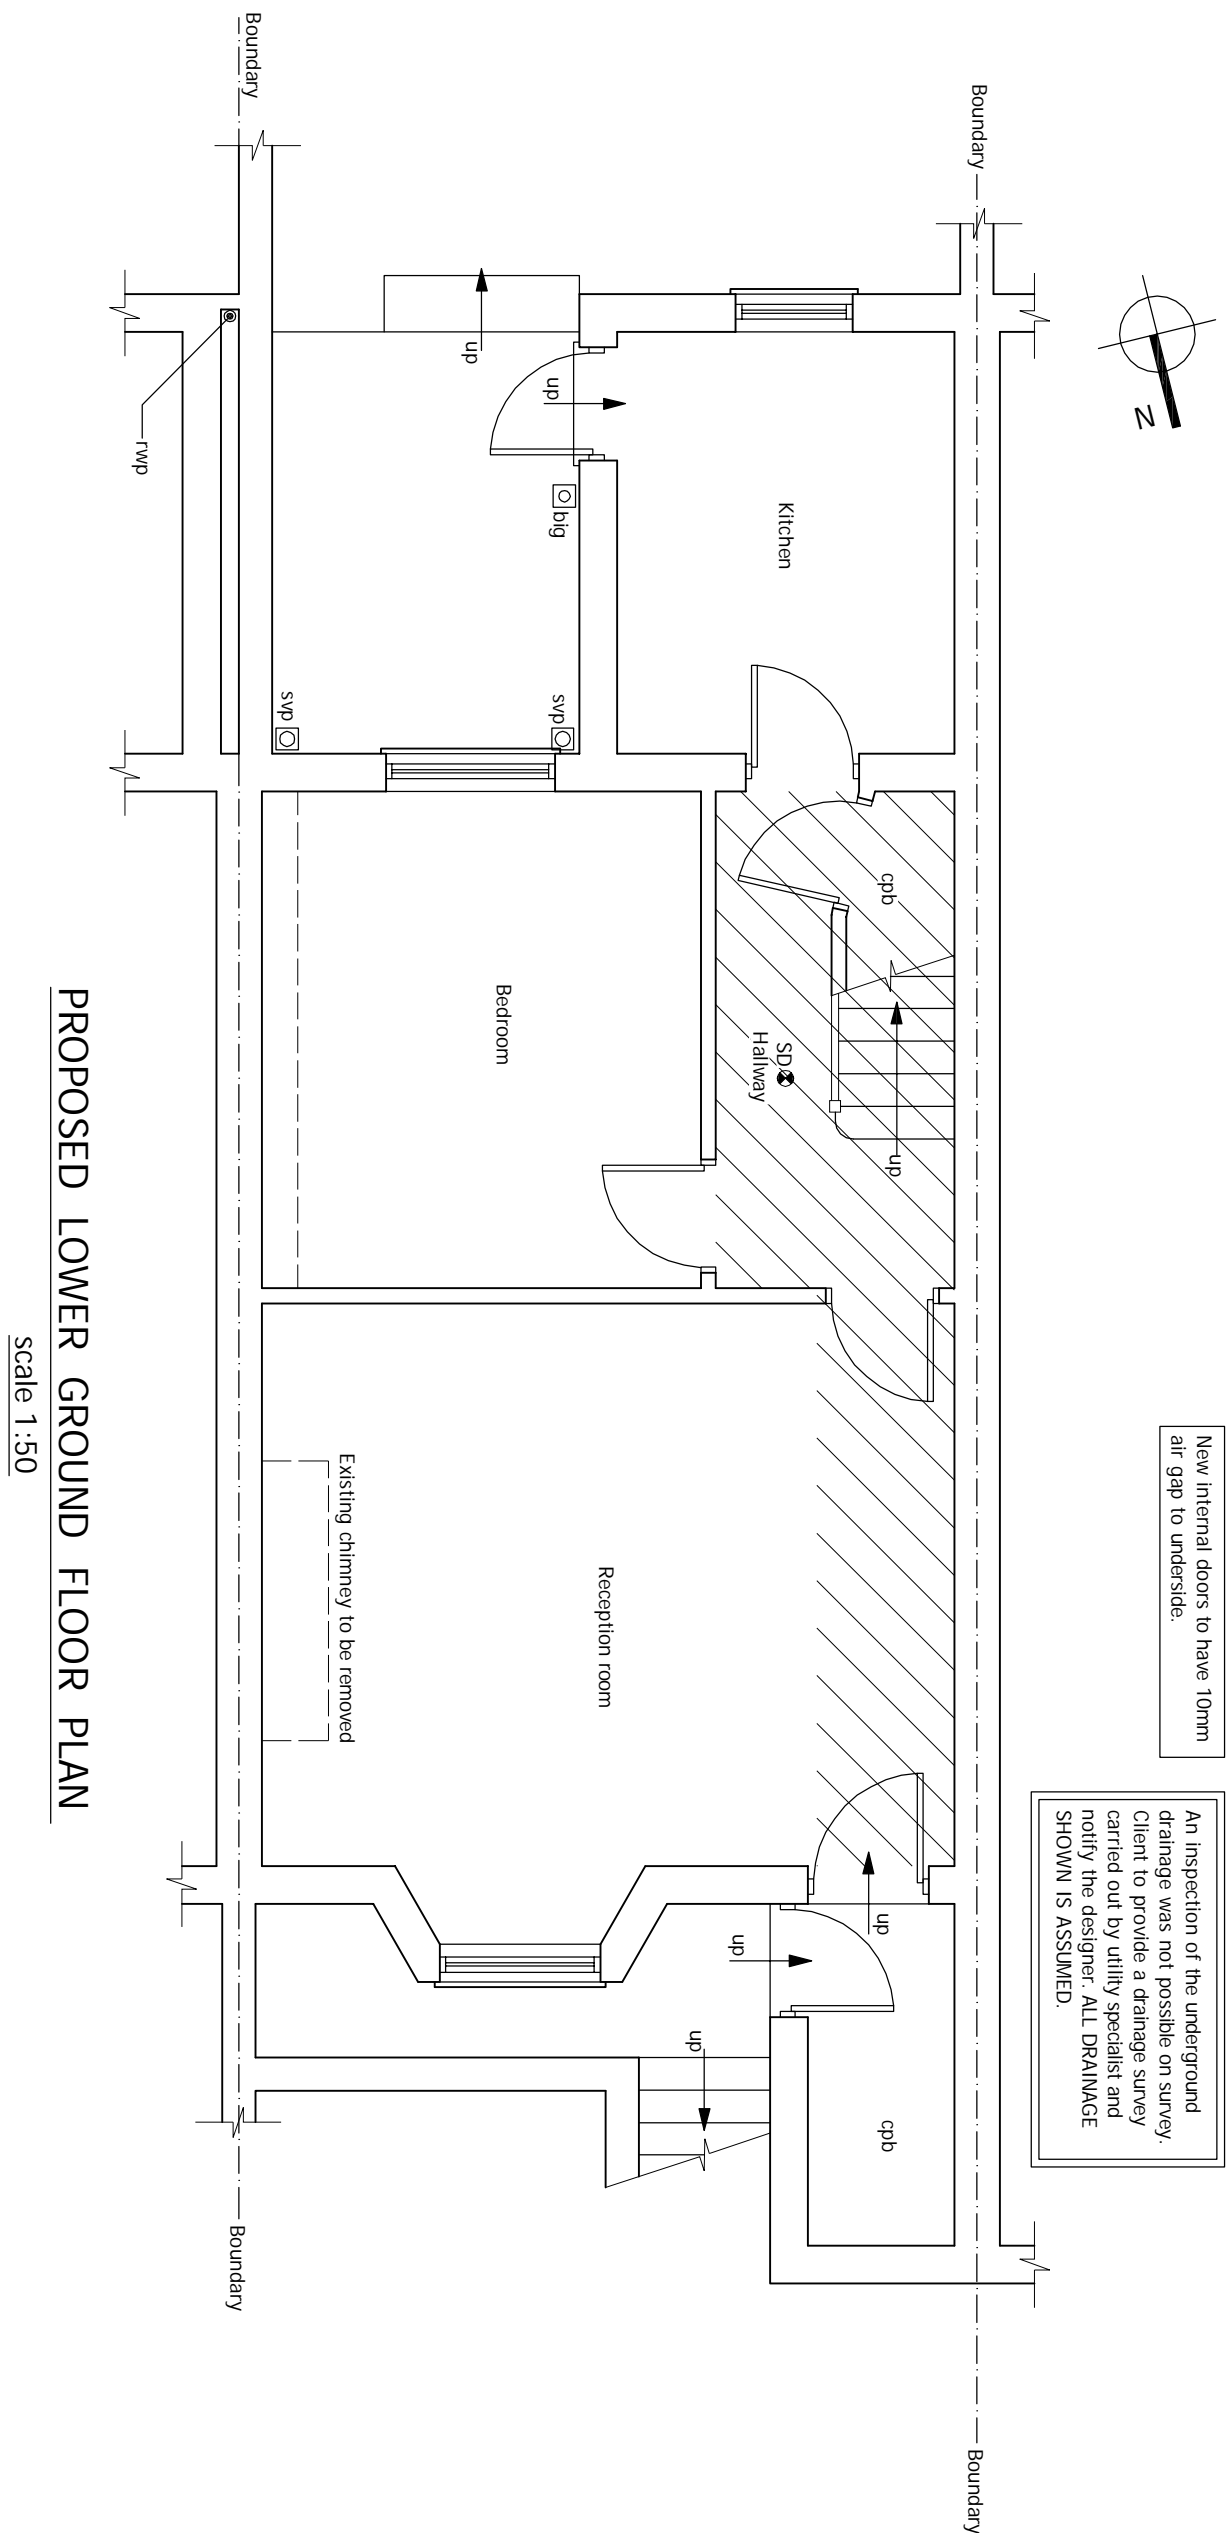 Boundary
Boundary
N
New internal doors to have 10mm
air gap to underside.
An inspection of the underground
drainage was not possible on survey.
Client to provide a drainage survey
carried out by utility specialist and
notify the designer. ALL DRAINAGE
SHOWN IS ASSUMED.
cpb
up
up
cpb
Kitchen
SD
Hallway
up
up
up
up
big
svp
Bedroom
Reception room
svp
Existing chimney to be removed
rwp
Boundary
Boundary
PROPOSED LOWER GROUND FLOOR PLAN
scale 1:50